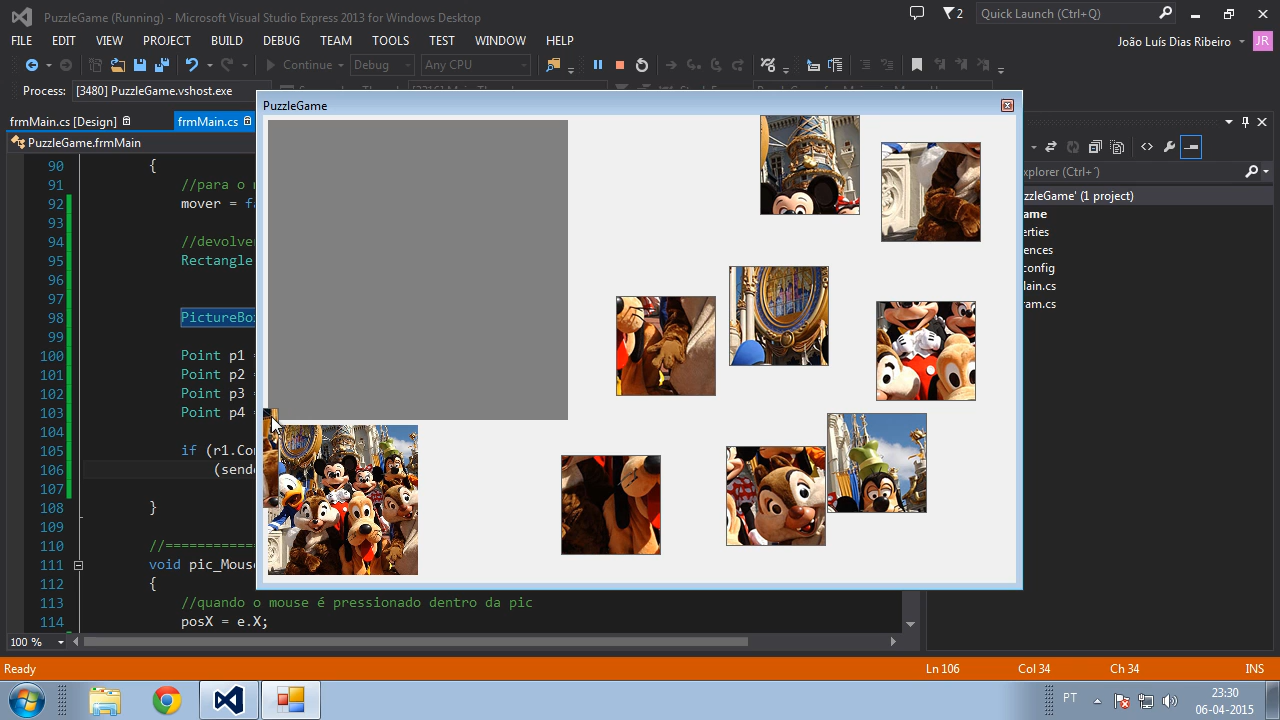 PuzzleGame (Running) - Microsoft Visual Studio Express 2013 for Windows Desktop
2
Quick Launch (Ctrl+Q)
FILE EDIT VIEW PROJECT BUILD DEBUG TEAM TOOLS TEST WINDOW HELP
João Luís Dias Ribeiro
JR
Continue
Debug
Any CPU
Process: [3480] PuzzleGame.vshost.exe
PuzzleGame
frmMain.cs [Design]
frmMain.cs
PuzzleGame.frmMain
xplorer (Ctrl+´)
zzleGame' (1 project)
ame
erties
ences
config
Main.cs
ram.cs
90 {
91 //para o
92 mover = fa
93
94 //devolver
95 Rectangle
96
97
98 PictureBo
99
100 Point p1 =
101 Point p2 =
102 Point p3 =
103 Point p4 =
104
105 if (r1.Con
106 (sende
107
108 }
109
110 //============
111 void pic_Mous
112 {
113 //quando o mouse é pressionado dentro da pic
114 posX = e.X;
100 %
Ready
Ln 106 Col 34 Ch 34 INS
PT
23:30
06-04-2015